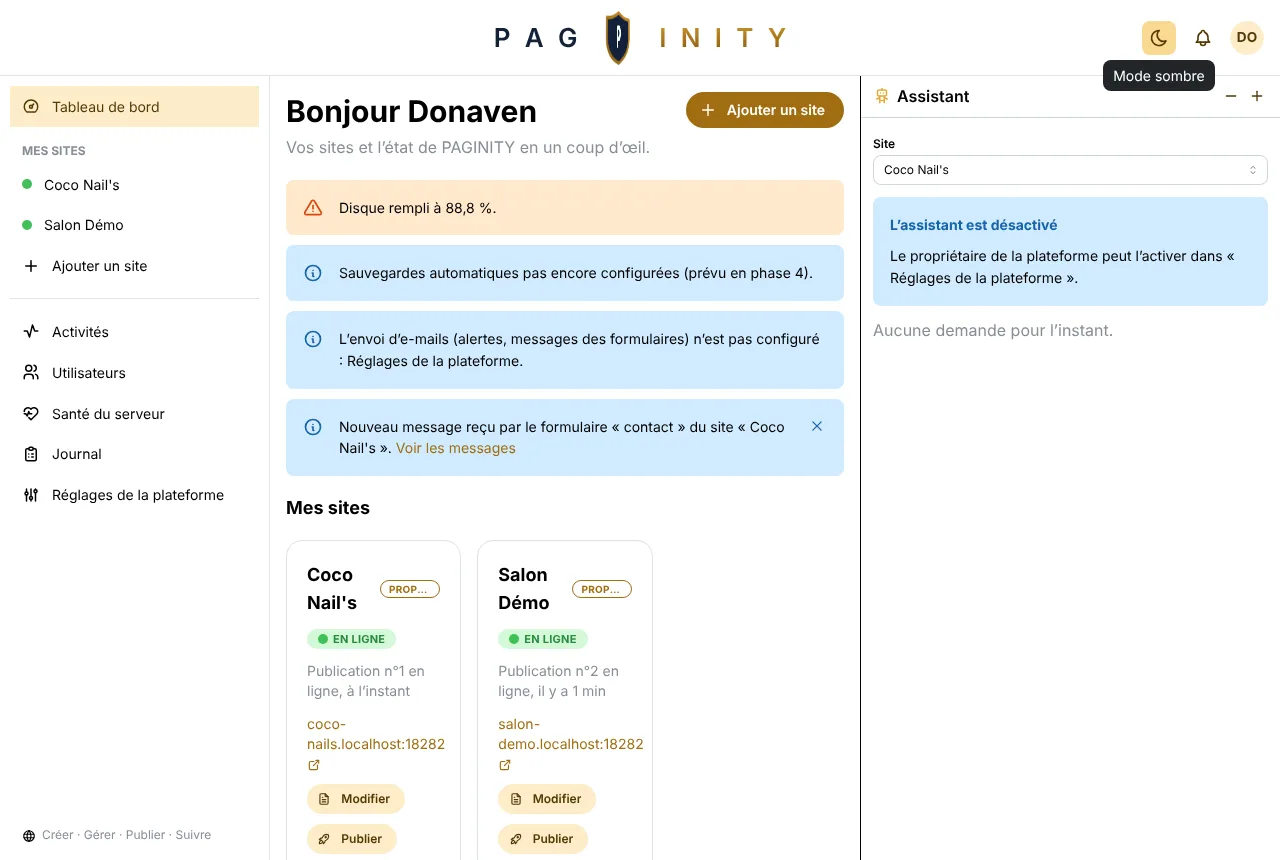 PAGPINITY
DO
Mode sombre
Tableau de bord
MES SITES
Coco Nail's
Salon Démo
Ajouter un site
Activités
Utilisateurs
Santé du serveur
Journal
Réglages de la plateforme
Créer · Gérer · Publier · Suivre
Bonjour Donaven
Ajouter un site
Vos sites et l’état de PAGINITY en un coup d’œil.
Disque rempli à 88,8 %.
Sauvegardes automatiques pas encore configurées (prévu en phase 4).
L’envoi d’e-mails (alertes, messages des formulaires) n’est pas configuré
: Réglages de la plateforme.
Nouveau message reçu par le formulaire « contact » du site « Coco
Nail's ». Voir les messages
Mes sites
Coco
Nail's
PROP...
EN LIGNE
Publication n°1 en
ligne, à l’instant
coco-
nails.localhost:18282
Modifier
Publier
Salon
Démo
PROP...
EN LIGNE
Publication n°2 en
ligne, il y a 1 min
salon-
demo.localhost:18282
Modifier
Publier
Assistant
Site
Coco Nail's
L’assistant est désactivé
Le propriétaire de la plateforme peut l’activer dans «
Réglages de la plateforme ».
Aucune demande pour l’instant.